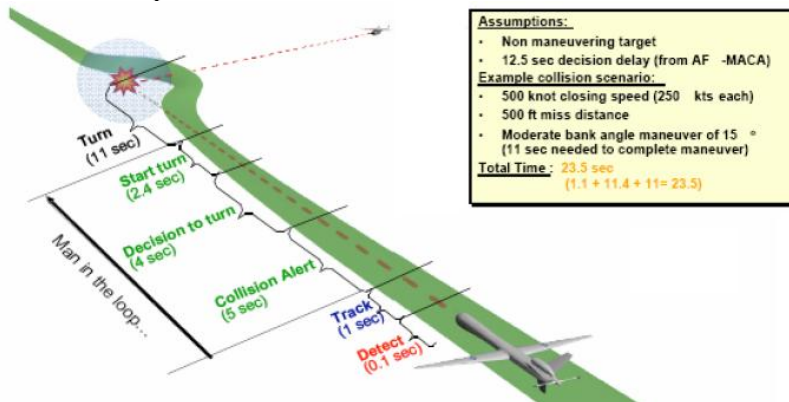 Assumptions:
· Non maneuvering target
· 12.5 sec decision delay (from AF -MACA)
Example collision scenario:
· 500 knot closing speed (250 kts each)
· 500 ft miss distance
· Moderate bank angle maneuver of 15 °
(11 sec needed to complete maneuver)
Total Time : 23.5 sec
(1.1 + 11.4 + 11= 23.5)
Turn
(11 sec)
Start turn
(2.4 sec)
Decision to turn
(4 sec)
Collision Alert
(5 sec)
Track
(1 sec)
Detect
(0.1 sec)
Man in the loop...